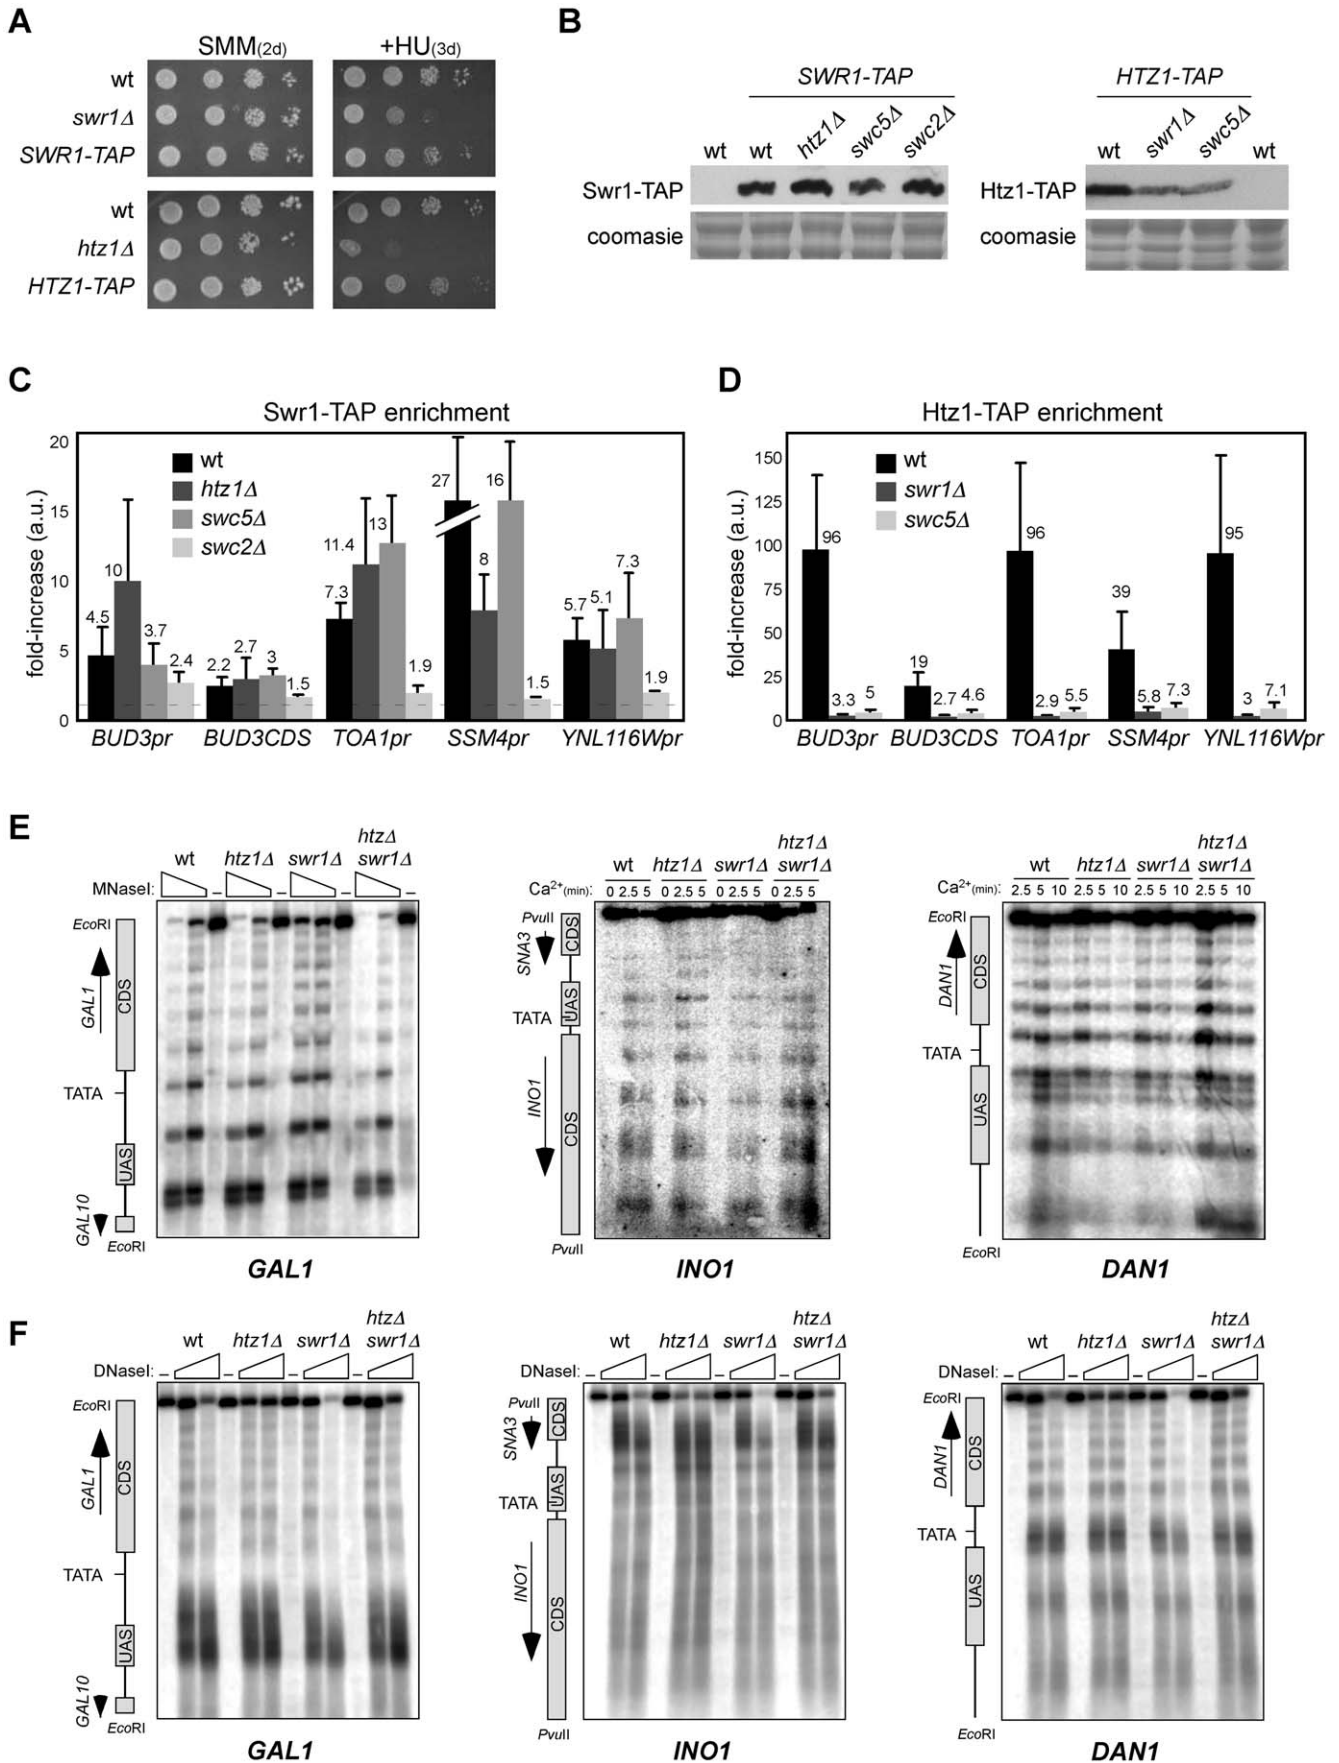 A
SMM(2d) +HU(3d)
wt
swr1Δ
SWR1-TAP
wt
htz1Δ
HTZ1-TAP
B
SWR1-TAP
wt wt htz1Δ swc5Δ swc2Δ
Swr1-TAP
coomasie
HTZ1-TAP
wt swr1Δ swc5Δ wt
Htz1-TAP
coomasie
C
Swr1-TAP enrichment
fold-increase (a.u.)
20
15
10
5
0
wt
htz1Δ
swc5Δ
swc2Δ
4.5 10 3.7 2.4
2.2 2.7 3 1.5
7.3 11.4 13 1.9
27 8 16 1.5
5.7 5.1 7.3 1.9
BUD3pr BUD3CDS TOA1pr SSM4pr YNL116Wpr
D
Htz1-TAP enrichment
fold-increase (a.u.)
150
125
100
75
50
25
0
wt
swr1Δ
swc5Δ
96 3.3 5
19 2.7 4.6
96 2.9 5.5
39 5.8 7.3
95 3 7.1
BUD3pr BUD3CDS TOA1pr SSM4pr YNL116Wpr
E
wt htz1Δ swr1Δ htzΔ swr1Δ
MNaseI: – – – –
EcoRI
GAL1
CDS
TATA
UAS
GAL10
EcoRI
GAL1
wt htz1Δ swr1Δ htz1Δ swr1Δ
Ca2+(min): 0 2.5 5 0 2.5 5 0 2.5 5 0 2.5 5
PvuII
SNA3
CDS
UAS
TATA
INO1
CDS
PvuII
INO1
wt htz1Δ swr1Δ htz1Δ swr1Δ
Ca2+(min): 2.5 5 10 2.5 5 10 2.5 5 10 2.5 5 10
EcoRI
DAN1
CDS
TATA
UAS
EcoRI
DAN1
F
wt htz1Δ swr1Δ htzΔ swr1Δ
DNaseI: – – – –
EcoRI
GAL1
CDS
TATA
UAS
GAL10
EcoRI
GAL1
wt htz1Δ swr1Δ htzΔ swr1Δ
DNaseI: – – – –
PvuII
SNA3
CDS
UAS
TATA
INO1
CDS
PvuII
INO1
wt htz1Δ swr1Δ htzΔ swr1Δ
DNaseI: – – – –
EcoRI
DAN1
CDS
TATA
UAS
EcoRI
DAN1